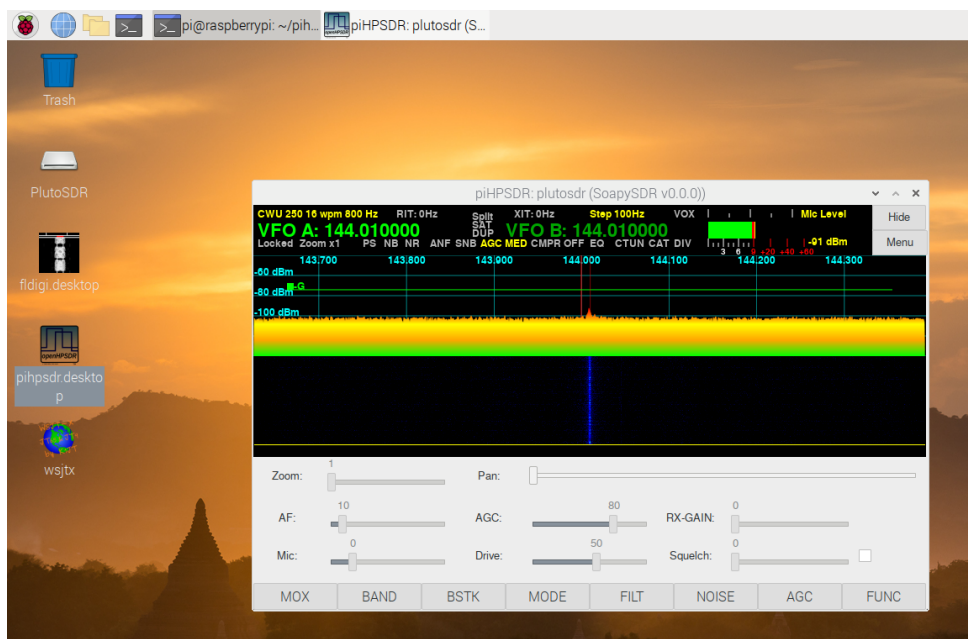 pi@raspberrypi: ~/pih...
piHPSDR: plutosdr (S...
Trash
PlutoSDR
fldigi.desktop
openHPSDR
pihpsdr.deskto
p
wsjtx
piHPSDR: plutosdr (SoapySDR v0.0.0))
CWU 250 16 wpm 800 Hz RIT: 0Hz Split XIT: 0Hz Step 100Hz VOX Mic Level Hide
SAT
VFO A: 144.010000 DUP VFO B: 144.010000
Locked Zoom x1 PS NB NR ANF SNB AGC MED CMPR OFF EQ CTUN CAT DIV -91 dBm Menu
3 6 9 +20 +40 +60
143.700 143.800 143.900 144.000 144.100 144.200 144.300
-60 dBm
-G
-80 dBm
-100 dBm
Zoom: 1 Pan:
AF: 10 AGC: 80 RX-GAIN: 0
Mic: 0 Drive: 50 Squelch: 0
MOX BAND BSTK MODE FILT NOISE AGC FUNC